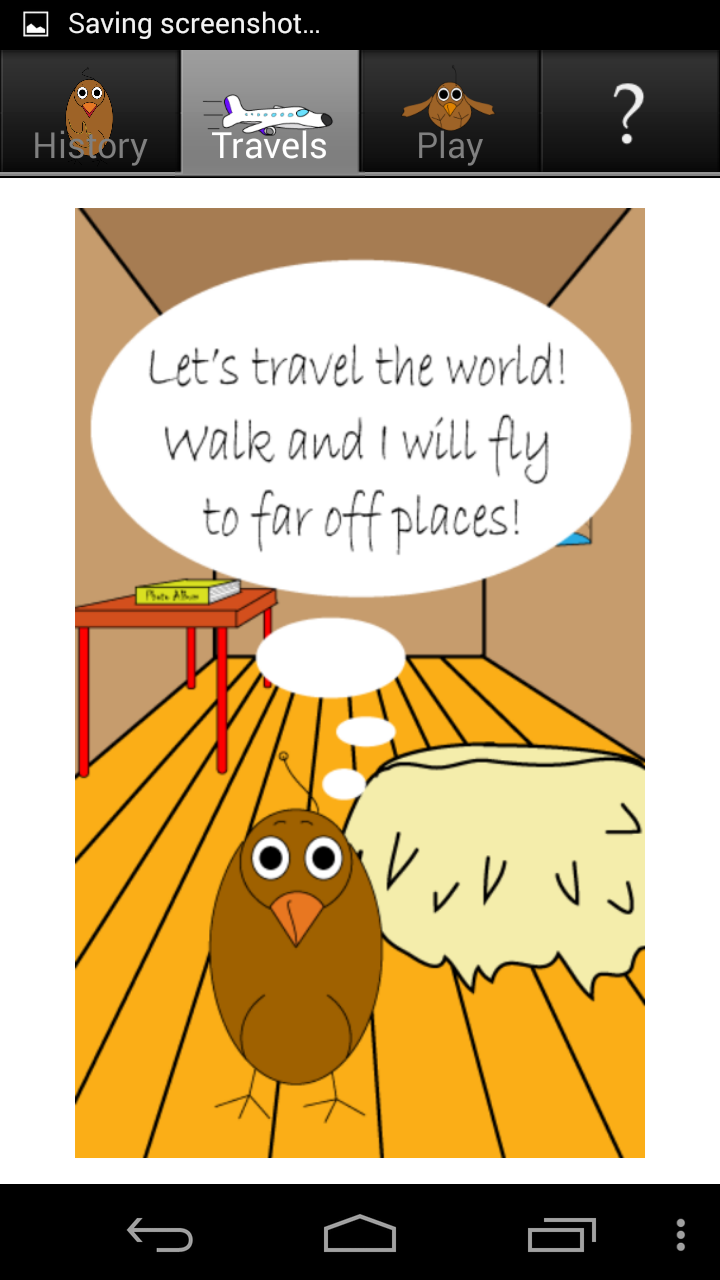 Saving screenshot...
History
Travels
Play
?
Let's travel the world!
Walk and I will fly
to far off places!
Photo Album